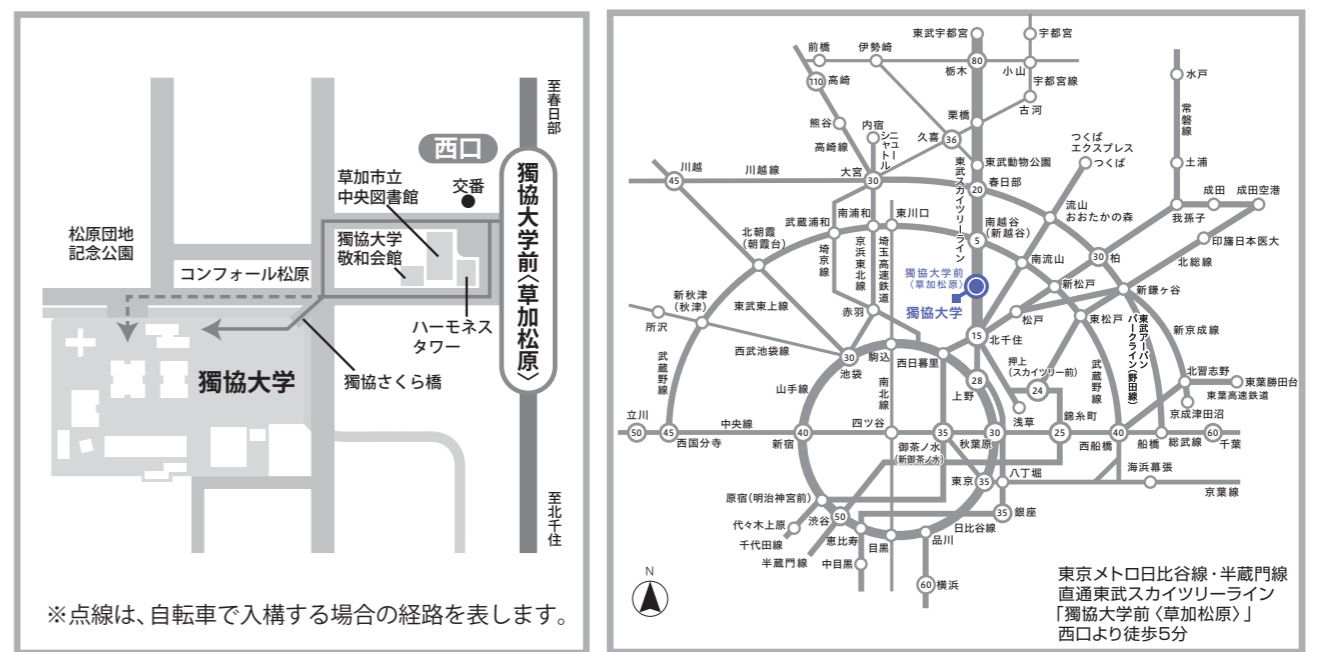 至春日部
西口
獨協大学前〈草加松原〉
草加市立
中央図書館
交番
松原団地
記念公園
獨協大学
敬和会館
コンフォール松原
ハーモネス
タワー
獨協大学
獨協さくら橋
至北千住
※点線は、自転車で入構する場合の経路を表します。
東武宇都宮
宇都宮
前橋
伊勢崎
80
栃木
小山
水戸
110
高崎
宇都宮線
古河
栗橋
常磐線
熊谷
内宿
ニューシャトル
久喜
36
高崎線
つくば
エクスプレス
つくば
東武動物公園
土浦
川越
45
川越線
大宮
30
東武スカイツリーライン
20
春日部
成田
成田空港
流山
おおたかの森
我孫子
武蔵浦和
南浦和
東川口
南越谷
(新越谷)
5
北朝霞
(朝霞台)
埼京線
京浜東北線
埼玉高速鉄道
印旛日本医大
30
柏
北総線
南流山
獨協大学前
〈草加松原〉
獨協大学
新松戸
新鎌ヶ谷
新秋津
(秋津)
東武東上線
所沢
赤羽
松戸
東松戸
東武アーバン
パークライン(野田線)
新京成線
15
北千住
西武池袋線
30
池袋
駒込
西日暮里
押上
(スカイツリー前)
24
武蔵野線
武蔵野線
山手線
南北線
28
上野
北習志野
東葉勝田台
東葉高速鉄道
京成津田沼
浅草
立川
50
45
西国分寺
中央線
40
新宿
四ツ谷
35
御茶ノ水
(新御茶ノ水)
30
秋葉原
錦糸町
25
西船橋
40
船橋
総武線
60
千葉
東京
35
八丁堀
海浜幕張
京葉線
原宿(明治神宮前)
渋谷
50
代々木上原
千代田線
半蔵門線
恵比寿
中目黒
目黒
品川
日比谷線
35
銀座
60
横浜
N
東京メトロ日比谷線・半蔵門線
直通東武スカイツリーライン
「獨協大学前〈草加松原〉」
西口より徒歩5分